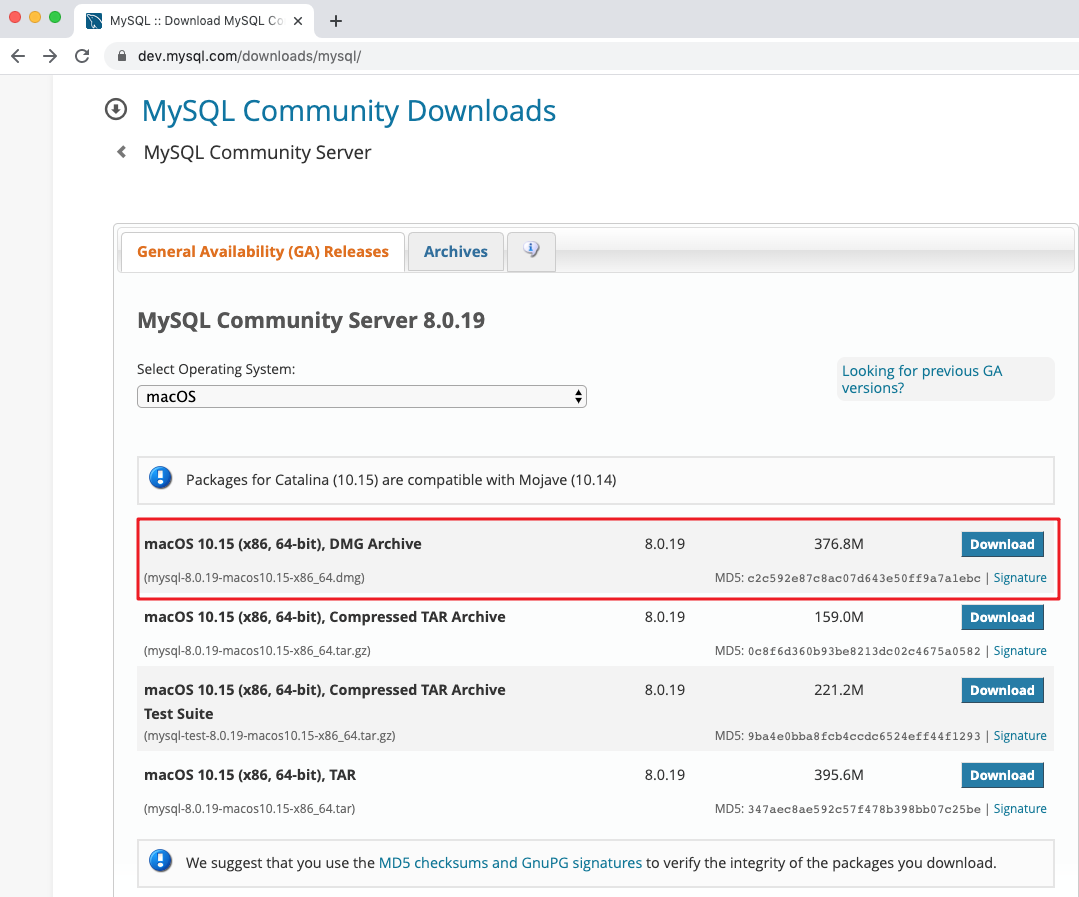 MySQL :: Download MySQL Co
dev.mysql.com/downloads/mysql/
MySQL Community Downloads
MySQL Community Server
General Availability (GA) Releases
Archives
MySQL Community Server 8.0.19
Select Operating System:
macOS
Looking for previous GA
versions?
Packages for Catalina (10.15) are compatible with Mojave (10.14)
macOS 10.15 (x86, 64-bit), DMG Archive 8.0.19 376.8M Download
(mysql-8.0.19-macos10.15-x86_64.dmg) MD5: c2c592e87c8ac07d643e50ff9a7a1ebc | Signature
macOS 10.15 (x86, 64-bit), Compressed TAR Archive 8.0.19 159.0M Download
(mysql-8.0.19-macos10.15-x86_64.tar.gz) MD5: 0c8f6d360b93be8213dc02c4675a0582 | Signature
macOS 10.15 (x86, 64-bit), Compressed TAR Archive 8.0.19 221.2M Download
Test Suite
(mysql-test-8.0.19-macos10.15-x86_64.tar.gz) MD5: 9ba4e0bba8fcb4ccdc6524eff44f1293 | Signature
macOS 10.15 (x86, 64-bit), TAR 8.0.19 395.6M Download
(mysql-8.0.19-macos10.15-x86_64.tar) MD5: 347aec8ae592c57f478b398bb07c25be | Signature
We suggest that you use the MD5 checksums and GnuPG signatures to verify the integrity of the packages you download.